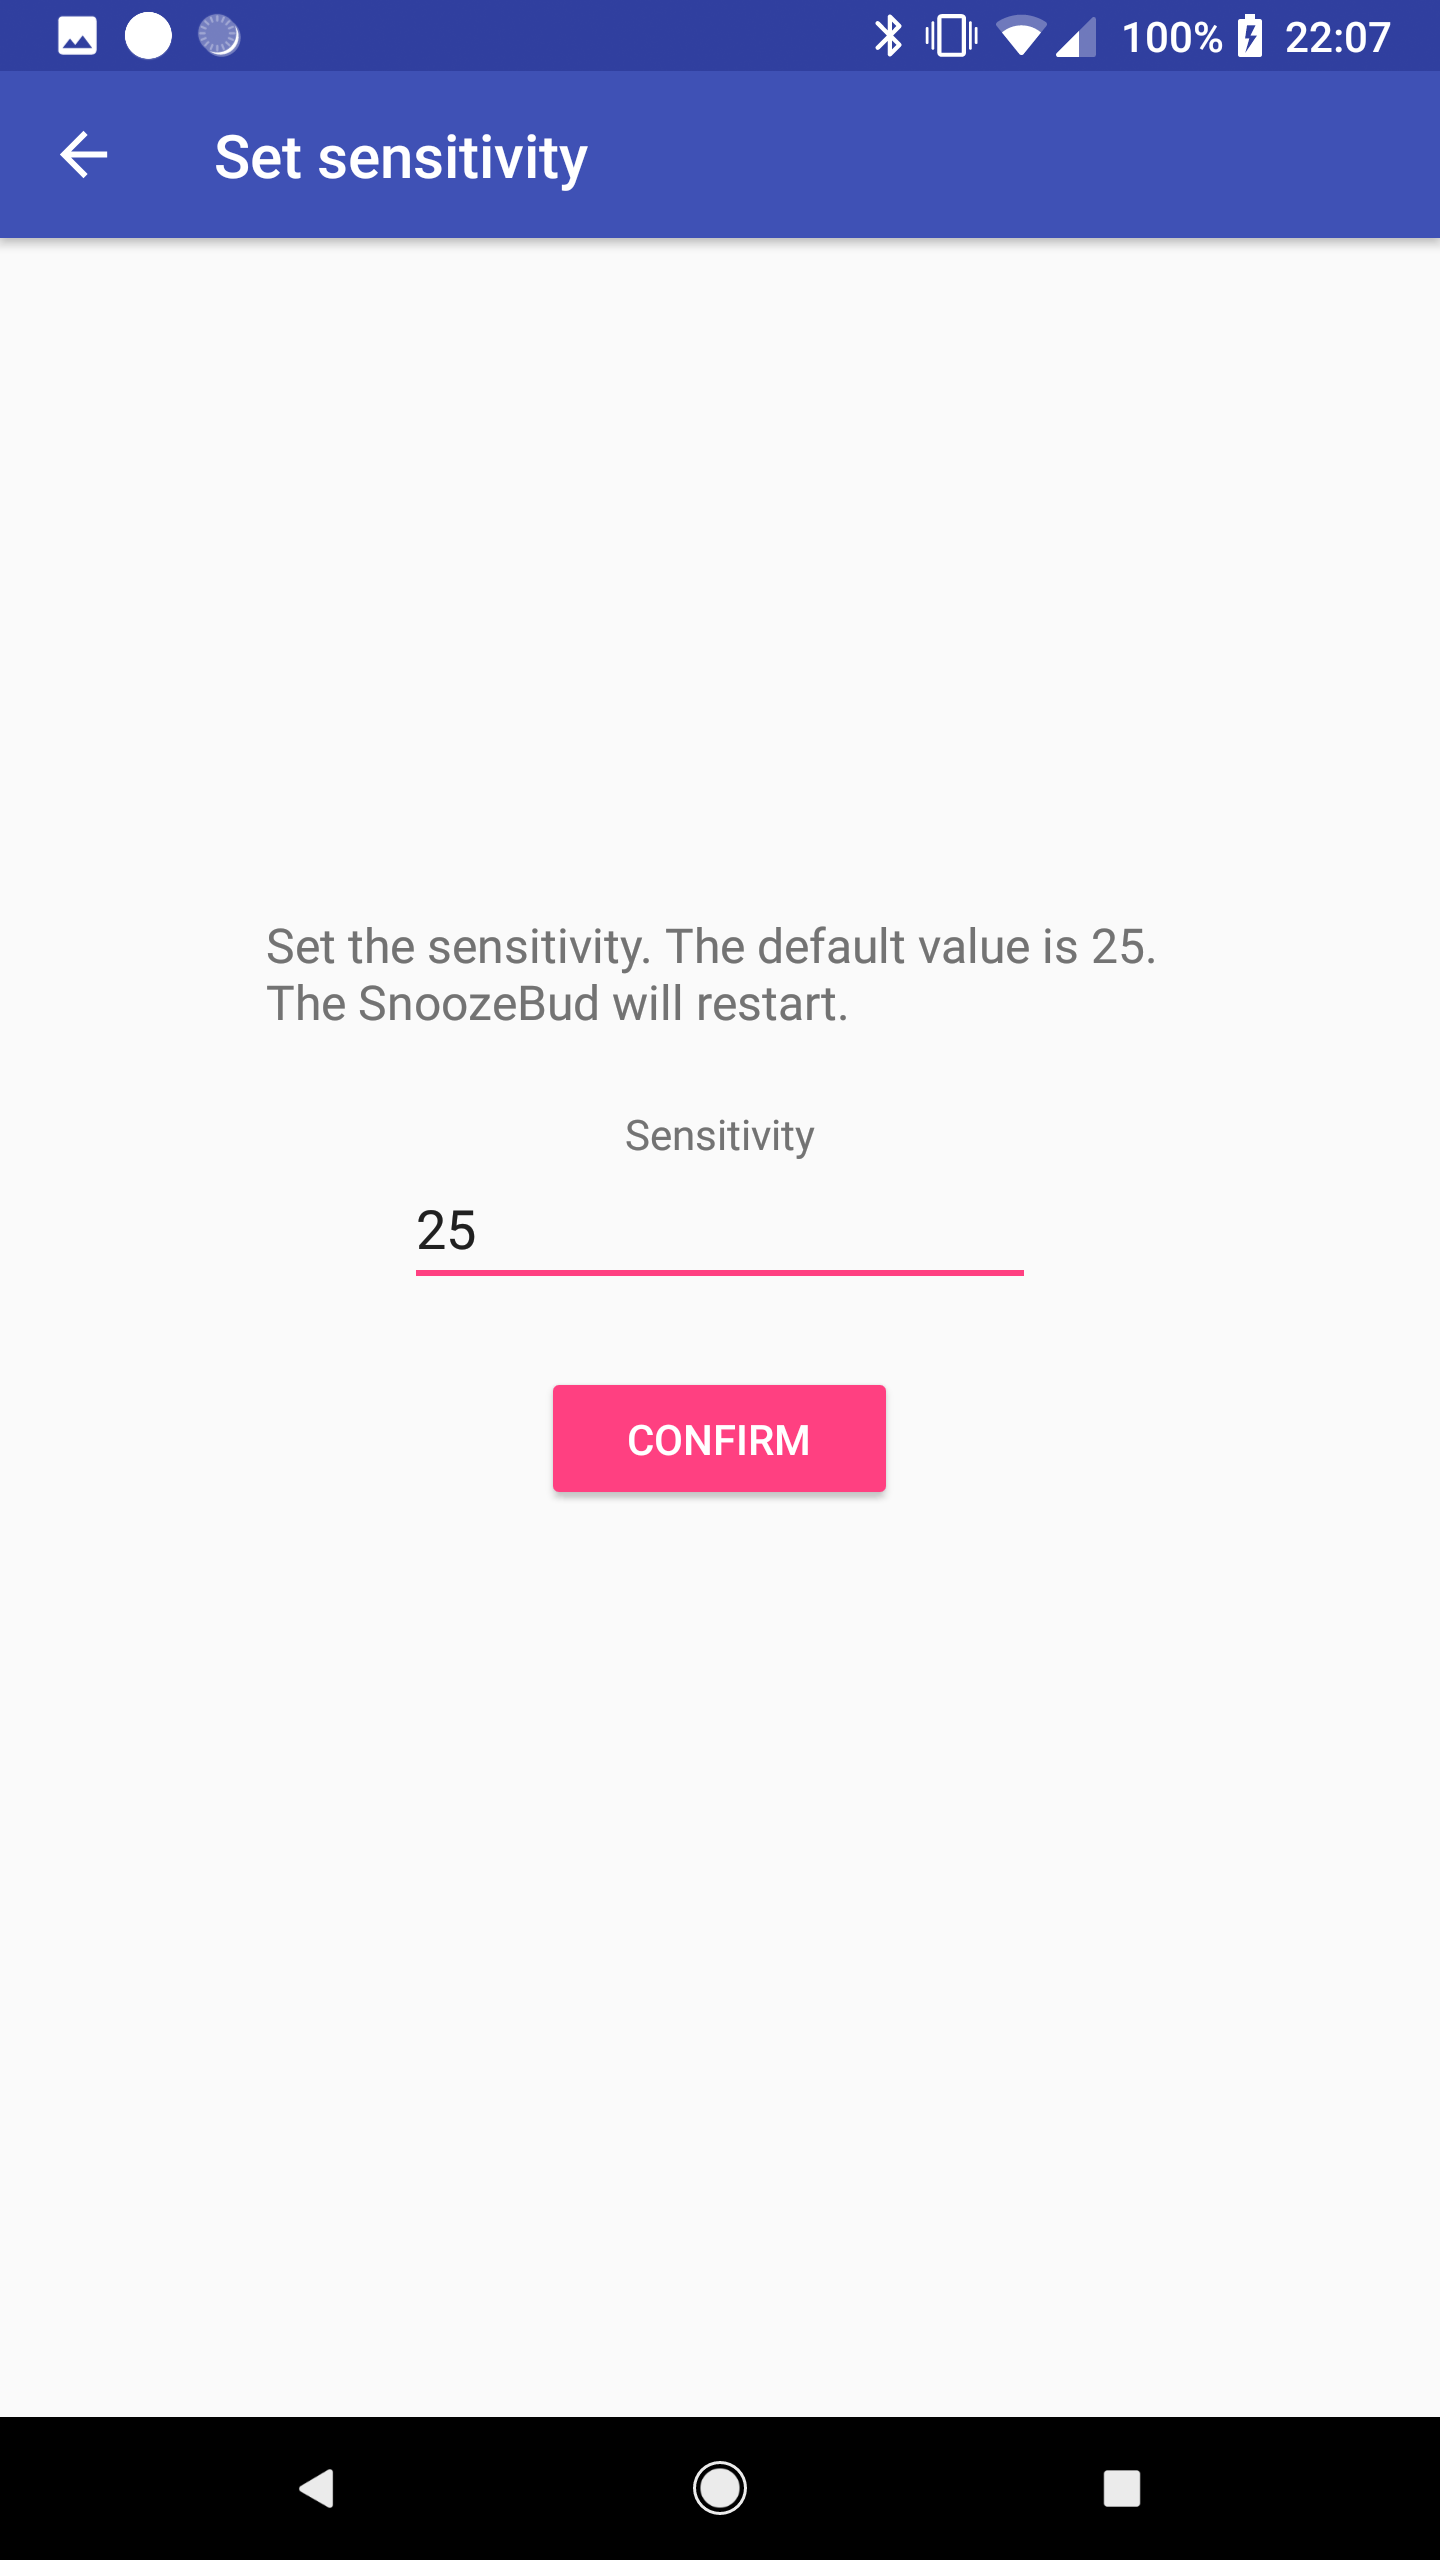 100% 22:07
Set sensitivity
Set the sensitivity. The default value is 25.
The SnoozeBud will restart.
Sensitivity
25
CONFIRM